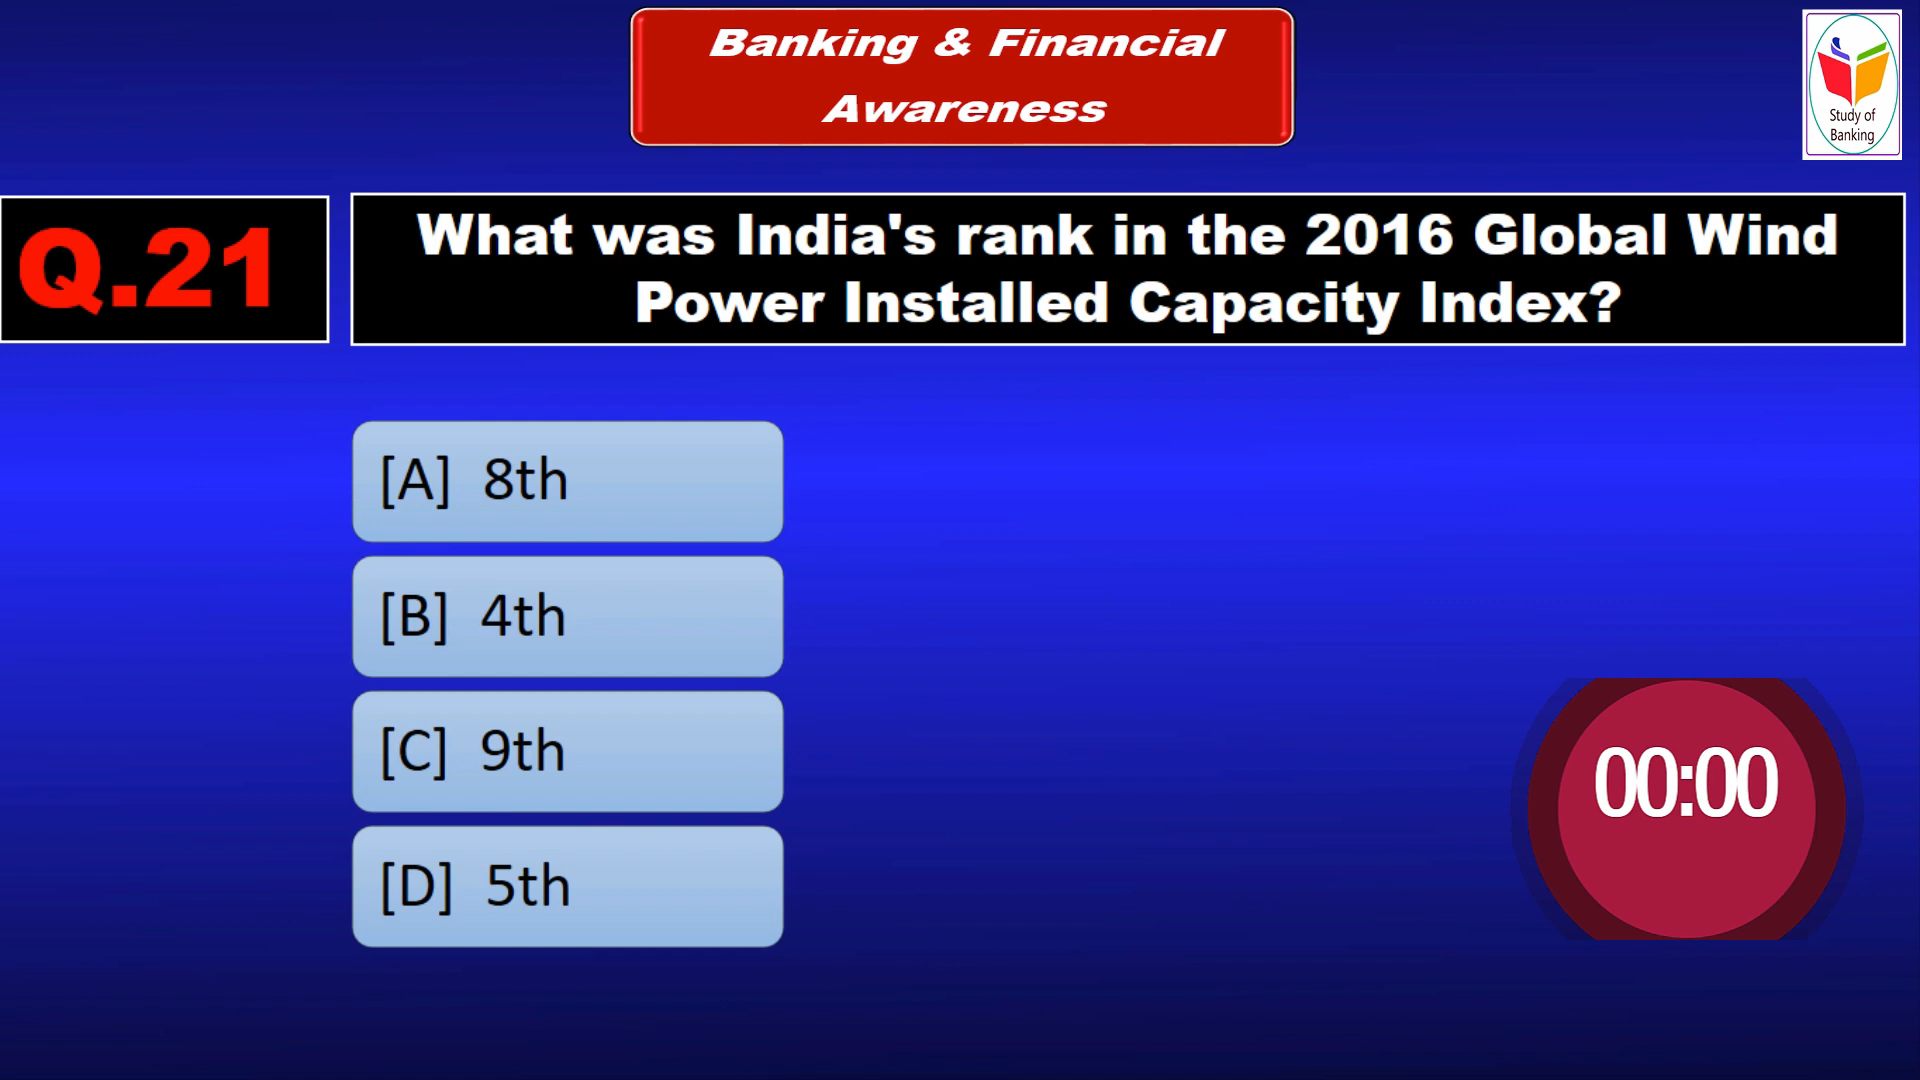 Banking & Financial
Awareness
Study of
Banking
Q.21
What was India's rank in the 2016 Global Wind
Power Installed Capacity Index?
[A] 8th
[B] 4th
[C] 9th
[D] 5th
00:00